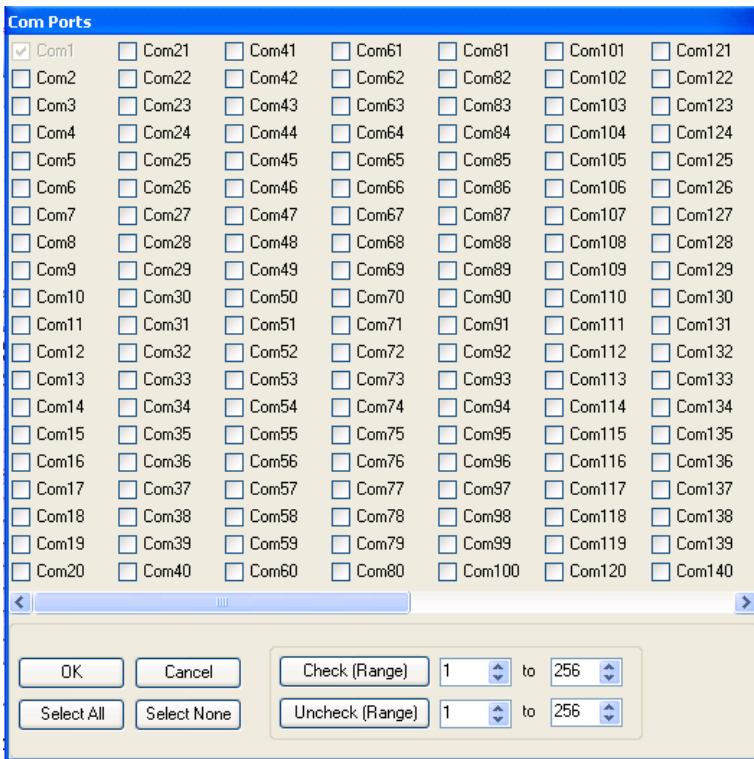 Com Ports
Com1 Com21 Com41 Com61 Com81 Com101 Com121
Com2 Com22 Com42 Com62 Com82 Com102 Com122
Com3 Com23 Com43 Com63 Com83 Com103 Com123
Com4 Com24 Com44 Com64 Com84 Com104 Com124
Com5 Com25 Com45 Com65 Com85 Com105 Com125
Com6 Com26 Com46 Com66 Com86 Com106 Com126
Com7 Com27 Com47 Com67 Com87 Com107 Com127
Com8 Com28 Com48 Com68 Com88 Com108 Com128
Com9 Com29 Com49 Com69 Com89 Com109 Com129
Com10 Com30 Com50 Com70 Com90 Com110 Com130
Com11 Com31 Com51 Com71 Com91 Com111 Com131
Com12 Com32 Com52 Com72 Com92 Com112 Com132
Com13 Com33 Com53 Com73 Com93 Com113 Com133
Com14 Com34 Com54 Com74 Com94 Com114 Com134
Com15 Com35 Com55 Com75 Com95 Com115 Com135
Com16 Com36 Com56 Com76 Com96 Com116 Com136
Com17 Com37 Com57 Com77 Com97 Com117 Com137
Com18 Com38 Com58 Com78 Com98 Com118 Com138
Com19 Com39 Com59 Com79 Com99 Com119 Com139
Com20 Com40 Com60 Com80 Com100 Com120 Com140
OK Cancel Check (Range) 1 to 256
Select All Select None Uncheck (Range) 1 to 256